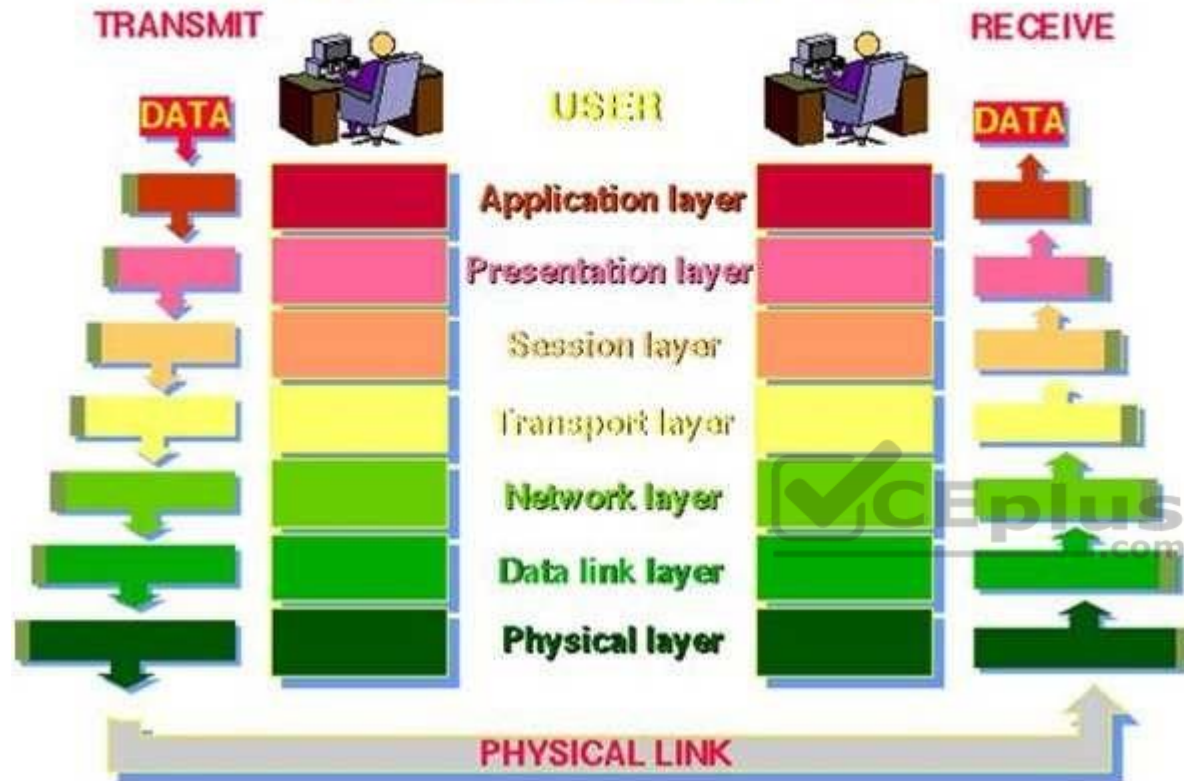 TRANSMIT
RECEIVE
USER
DATA
DATA
Application layer
Presentation layer
Session layer
Transport layer
Network layer
CEplus
.com
Data link layer
Physical layer
PHYSICAL LINK